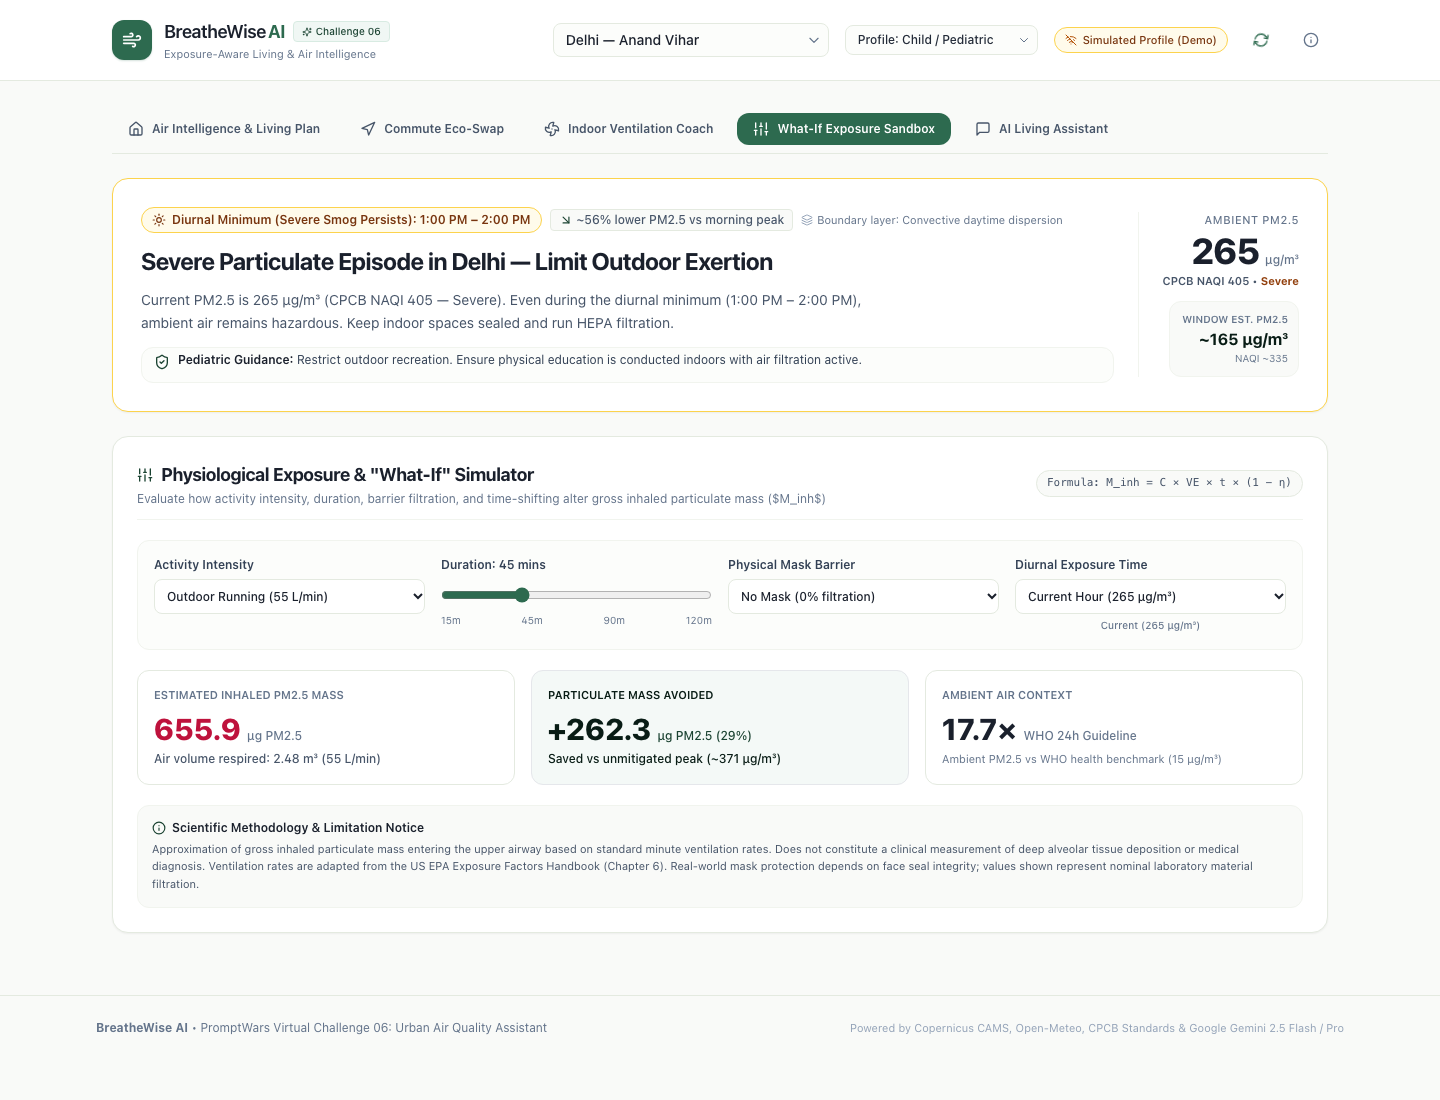 BreatheWise AI
Challenge 06
Exposure-Aware Living & Air Intelligence
Delhi — Anand Vihar
Profile: Child / Pediatric
Simulated Profile (Demo)
Air Intelligence & Living Plan
Commute Eco-Swap
Indoor Ventilation Coach
What-If Exposure Sandbox
AI Living Assistant
Diurnal Minimum (Severe Smog Persists): 1:00 PM – 2:00 PM
~56% lower PM2.5 vs morning peak
Boundary layer: Convective daytime dispersion
Severe Particulate Episode in Delhi — Limit Outdoor Exertion
Current PM2.5 is 265 µg/m³ (CPCB NAQI 405 — Severe). Even during the diurnal minimum (1:00 PM – 2:00 PM),
ambient air remains hazardous. Keep indoor spaces sealed and run HEPA filtration.
Pediatric Guidance: Restrict outdoor recreation. Ensure physical education is conducted indoors with air filtration active.
AMBIENT PM2.5
265 µg/m³
CPCB NAQI 405 • Severe
WINDOW EST. PM2.5
~165 µg/m³
NAQI ~335
Physiological Exposure & "What-If" Simulator
Evaluate how activity intensity, duration, barrier filtration, and time-shifting alter gross inhaled particulate mass ($M_inh$)
Formula: M_inh = C × VE × t × (1 − η)
Activity Intensity
Outdoor Running (55 L/min)
Duration: 45 mins
15m 45m 90m 120m
Physical Mask Barrier
No Mask (0% filtration)
Diurnal Exposure Time
Current Hour (265 µg/m³)
Current (265 µg/m³)
ESTIMATED INHALED PM2.5 MASS
655.9 µg PM2.5
Air volume respired: 2.48 m³ (55 L/min)
PARTICULATE MASS AVOIDED
+262.3 µg PM2.5 (29%)
Saved vs unmitigated peak (~371 µg/m³)
AMBIENT AIR CONTEXT
17.7× WHO 24h Guideline
Ambient PM2.5 vs WHO health benchmark (15 µg/m³)
Scientific Methodology & Limitation Notice
Approximation of gross inhaled particulate mass entering the upper airway based on standard minute ventilation rates. Does not constitute a clinical measurement of deep alveolar tissue deposition or medical
diagnosis. Ventilation rates are adapted from the US EPA Exposure Factors Handbook (Chapter 6). Real-world mask protection depends on face seal integrity; values shown represent nominal laboratory material
filtration.
BreatheWise AI • PromptWars Virtual Challenge 06: Urban Air Quality Assistant
Powered by Copernicus CAMS, Open-Meteo, CPCB Standards & Google Gemini 2.5 Flash / Pro